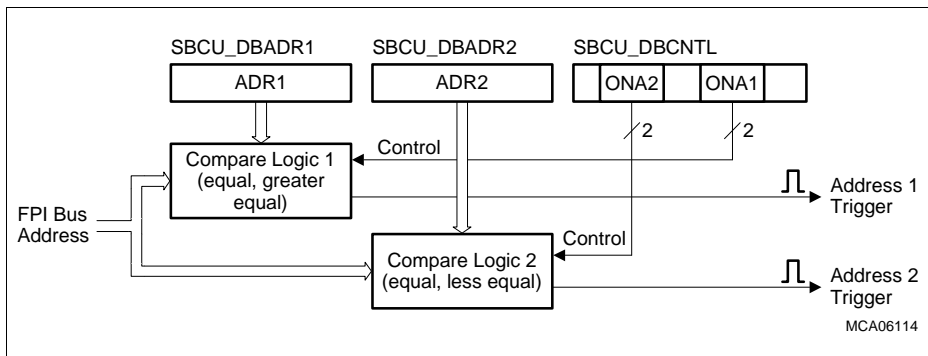 SBCU_DBADR1 SBCU_DBADR2 SBCU_DBCNTL
ADR1 ADR2 ONA2 ONA1
2 2
Control
Compare Logic 1
(equal, greater
equal)
Address 1
Trigger
FPI Bus
Address
Control
Compare Logic 2
(equal, less equal)
Address 2
Trigger
MCA06114